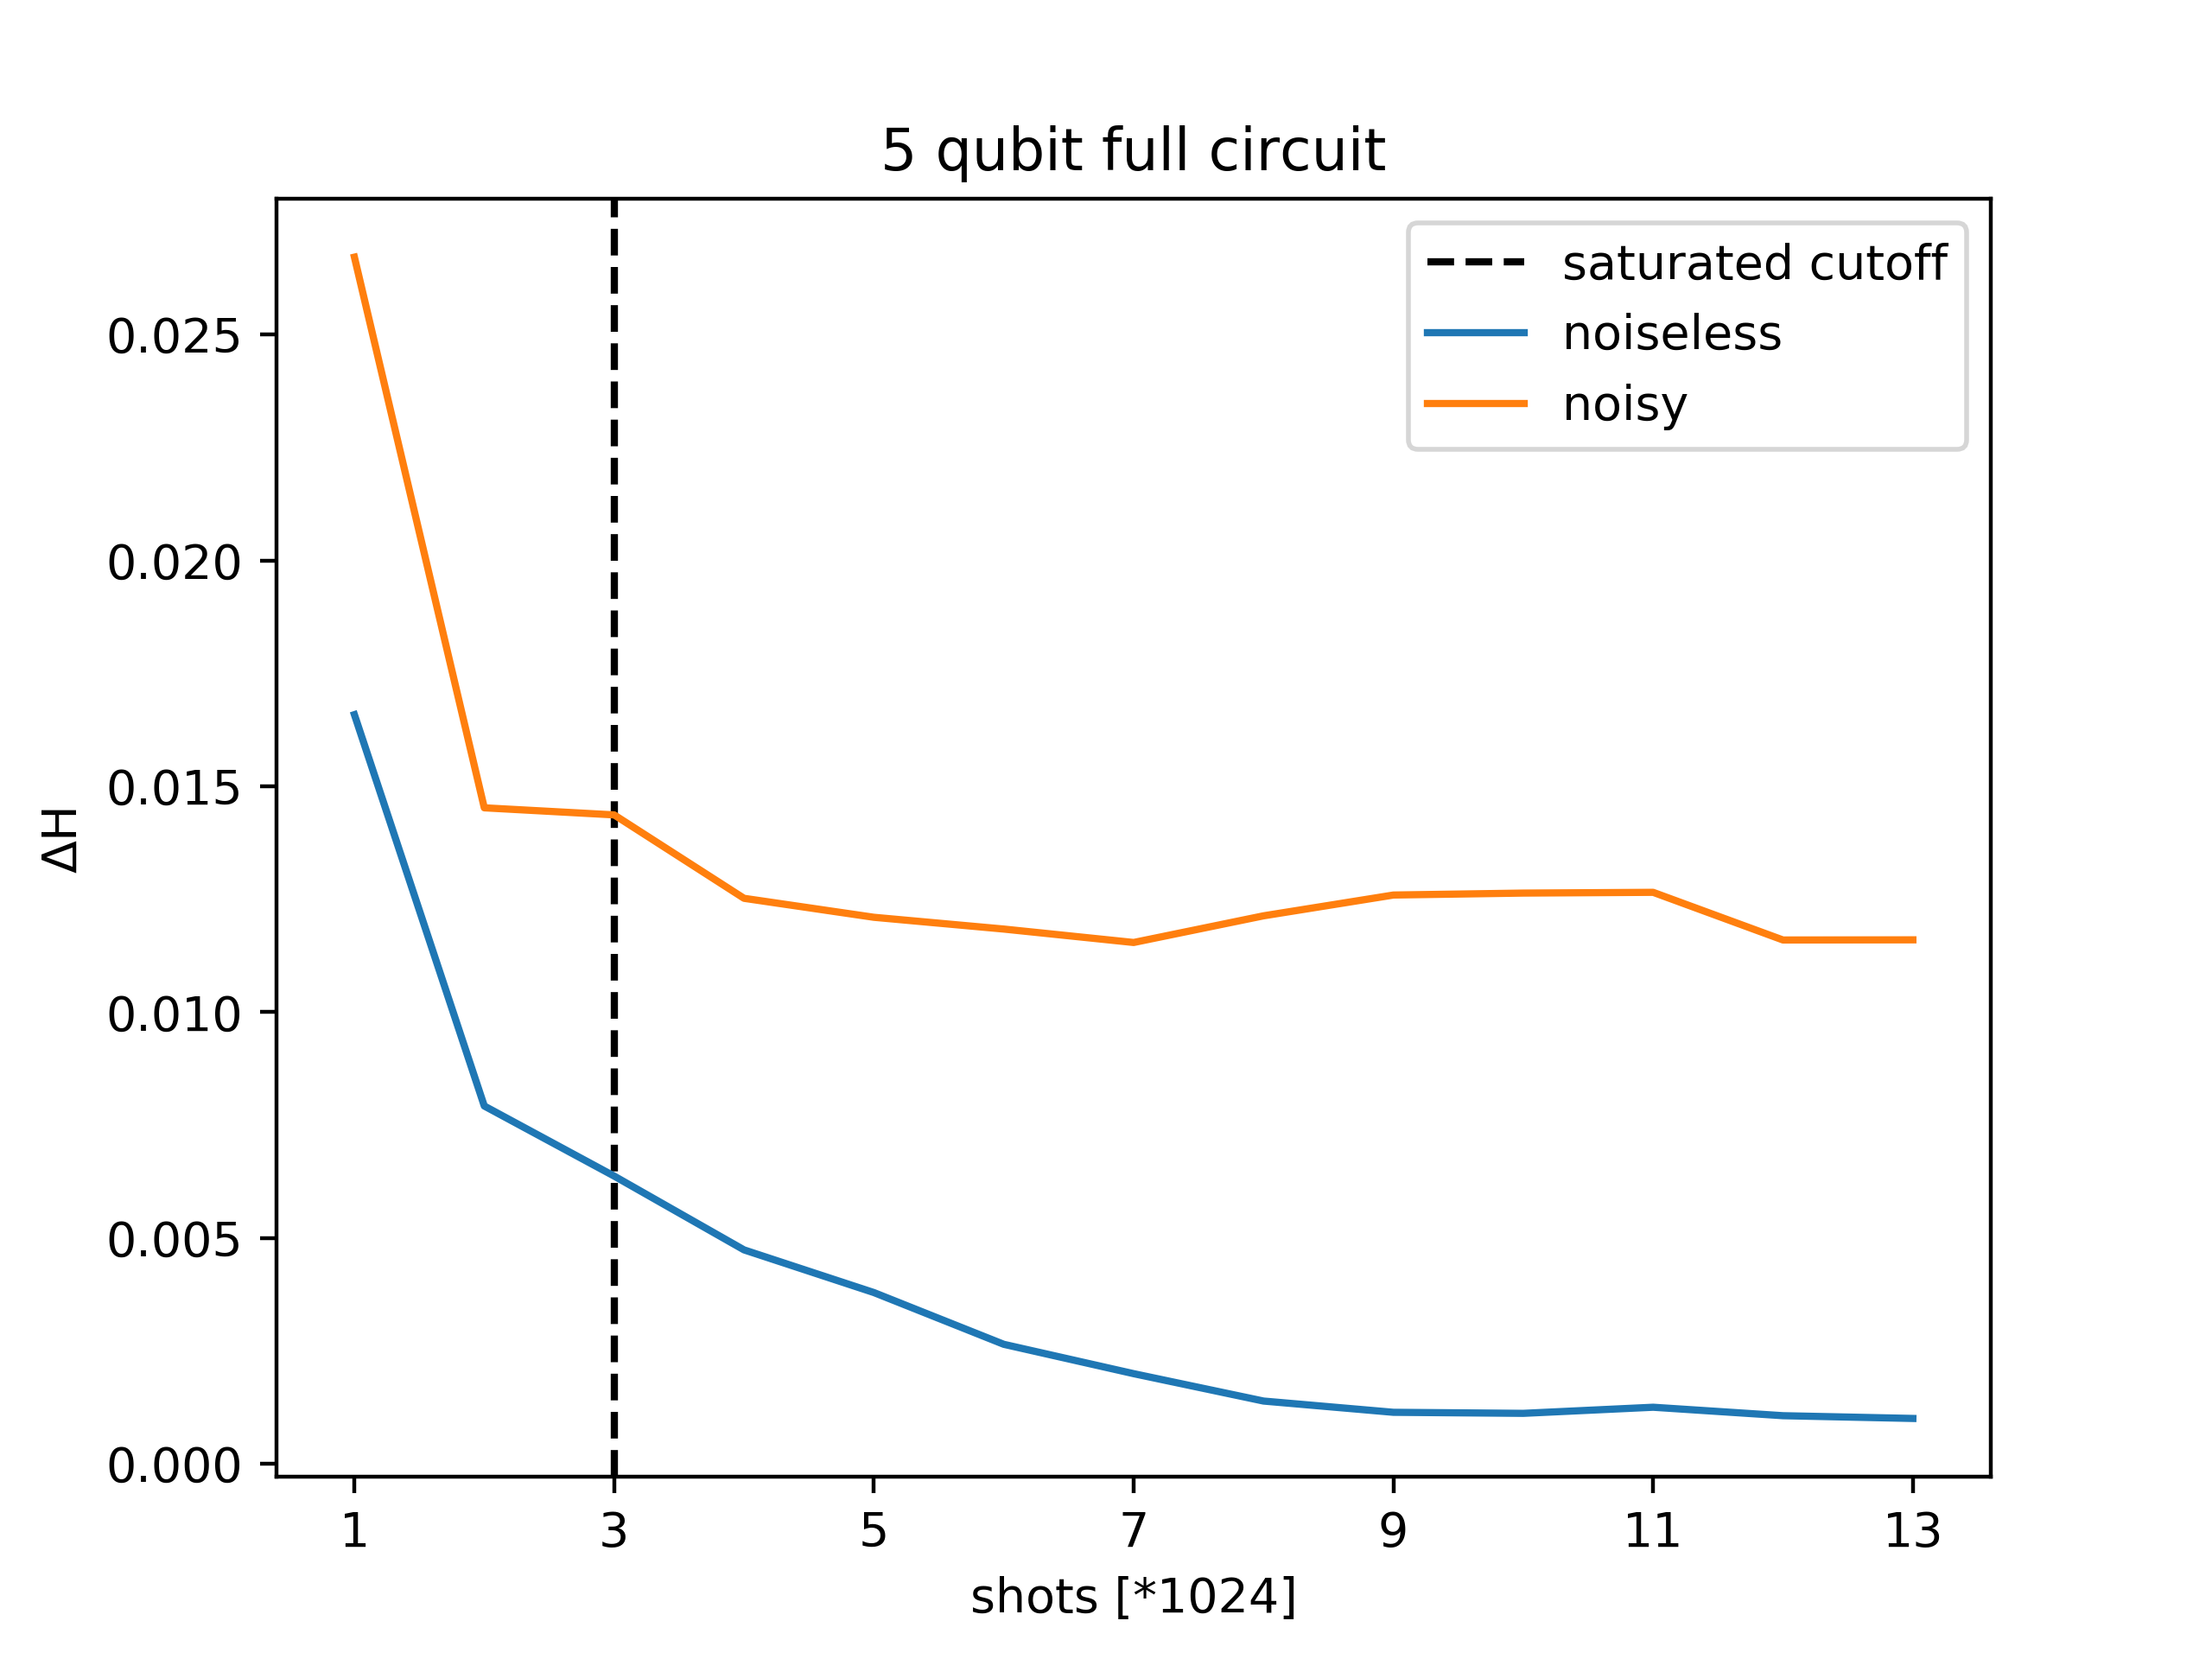 5 qubit full circuit
saturated cutoff
noiseless
noisy
0.025
0.020
0.015
0.010
0.005
0.000
ΔH
1 3 5 7 9 11 13
shots [*1024]